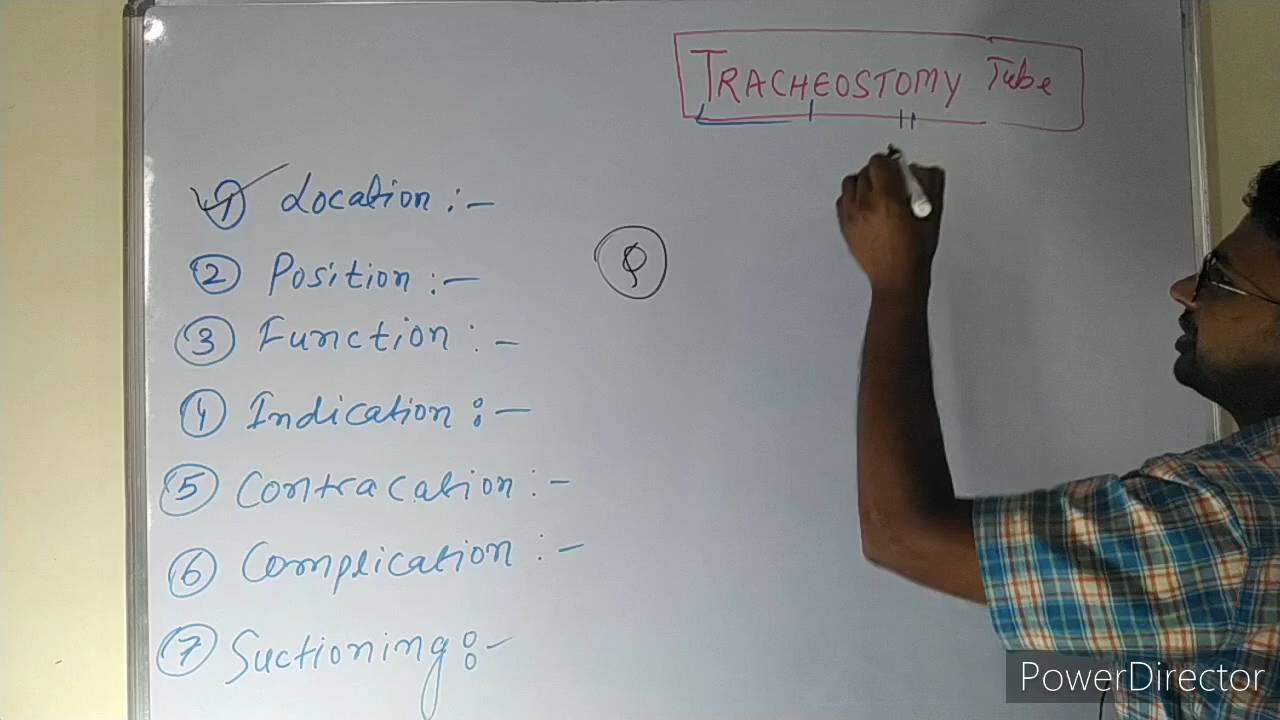 TRACHEOSTOMY Tube
① Location :-
② Position :-
③ Function :-
④ Indication :-
⑤ Contracation :-
⑥ Complication :-
⑦ Suctioning :-
PowerDirector